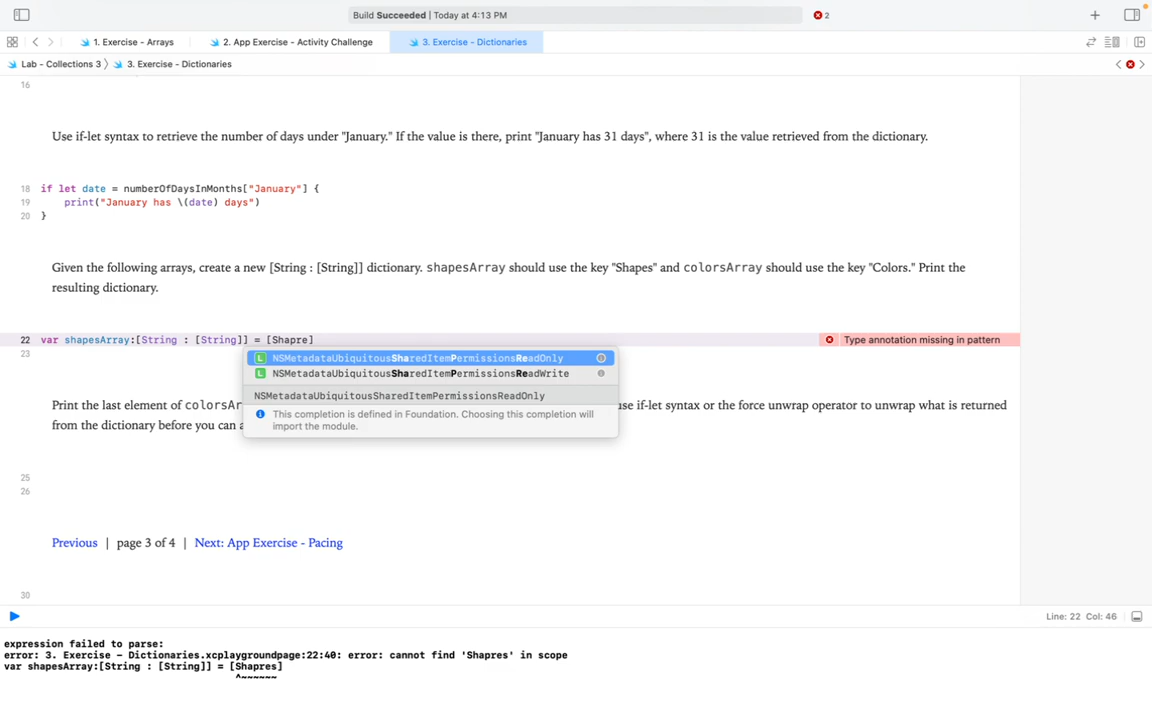 Build Succeeded | Today at 4:13 PM
2
1. Exercise - Arrays
2. App Exercise - Activity Challenge
3. Exercise - Dictionaries
Lab - Collections 3 〉 3. Exercise - Dictionaries
16
Use if-let syntax to retrieve the number of days under "January." If the value is there, print "January has 31 days", where 31 is the value retrieved from the dictionary.
18 if let date = numberOfDaysInMonths["January"] {
19 print("January has \(date) days")
20 }
Given the following arrays, create a new [String : [String]] dictionary. shapesArray should use the key "Shapes" and colorsArray should use the key "Colors." Print the
resulting dictionary.
22 var shapesArray:[String : [String]] = [Shapre]
Type annotation missing in pattern
23
L NSMetadataUbiquitousSharedItemPermissionsReadOnly
L NSMetadataUbiquitousSharedItemPermissionsReadWrite
NSMetadataUbiquitousSharedItemPermissionsReadOnly
This completion is defined in Foundation. Choosing this completion will
import the module.
Print the last element of colorsAr use if-let syntax or the force unwrap operator to unwrap what is returned
from the dictionary before you can a
25
26
Previous | page 3 of 4 | Next: App Exercise - Pacing
30
Line: 22 Col: 46
expression failed to parse:
error: 3. Exercise - Dictionaries.xcplaygroundpage:22:40: error: cannot find 'Shapres' in scope
var shapesArray:[String : [String]] = [Shapres]
^~~~~~~